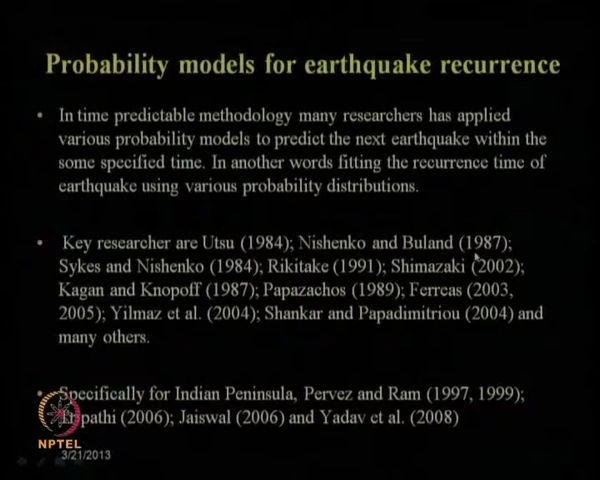 Probability models for earthquake recurrence
• In time predictable methodology many researchers has applied
various probability models to predict the next earthquake within the
some specified time. In another words fitting the recurrence time of
earthquake using various probability distributions.
• Key researcher are Utsu (1984); Nishenko and Buland (1987);
Sykes and Nishenko (1984); Rikitake (1991); Shimazaki (2002);
Kagan and Knopoff (1987); Papazachos (1989); Ferreas (2003,
2005); Yilmaz et al. (2004); Shankar and Papadimitriou (2004) and
many others.
• Specifically for Indian Peninsula, Pervez and Ram (1997, 1999);
(2006); Jaiswal (2006) and Yadav et al. (2008)
NPTEL
3/21/2013